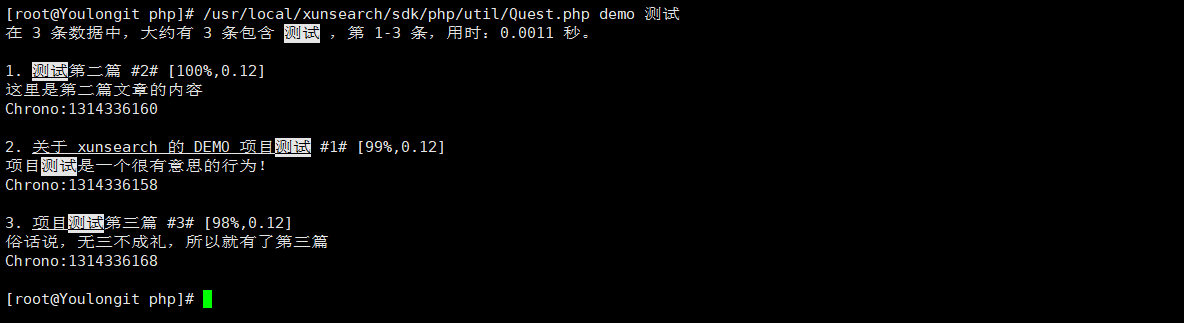 [root@Youlongit php]# /usr/local/xunsearch/sdk/php/util/Quest.php demo 测试
在 3 条数据中，大约有 3 条包含 测试 ，第 1-3 条，用时：0.0011 秒。
1. 测试第二篇 #2# [100%,0.12]
这里是第二篇文章的内容
Chrono:1314336160
2. 关于 xunsearch 的 DEMO 项目测试 #1# [99%,0.12]
项目测试是一个很有意思的行为！
Chrono:1314336158
3. 项目测试第三篇 #3# [98%,0.12]
俗话说，无三不成礼，所以就有了第三篇
Chrono:1314336168
[root@Youlongit php]#